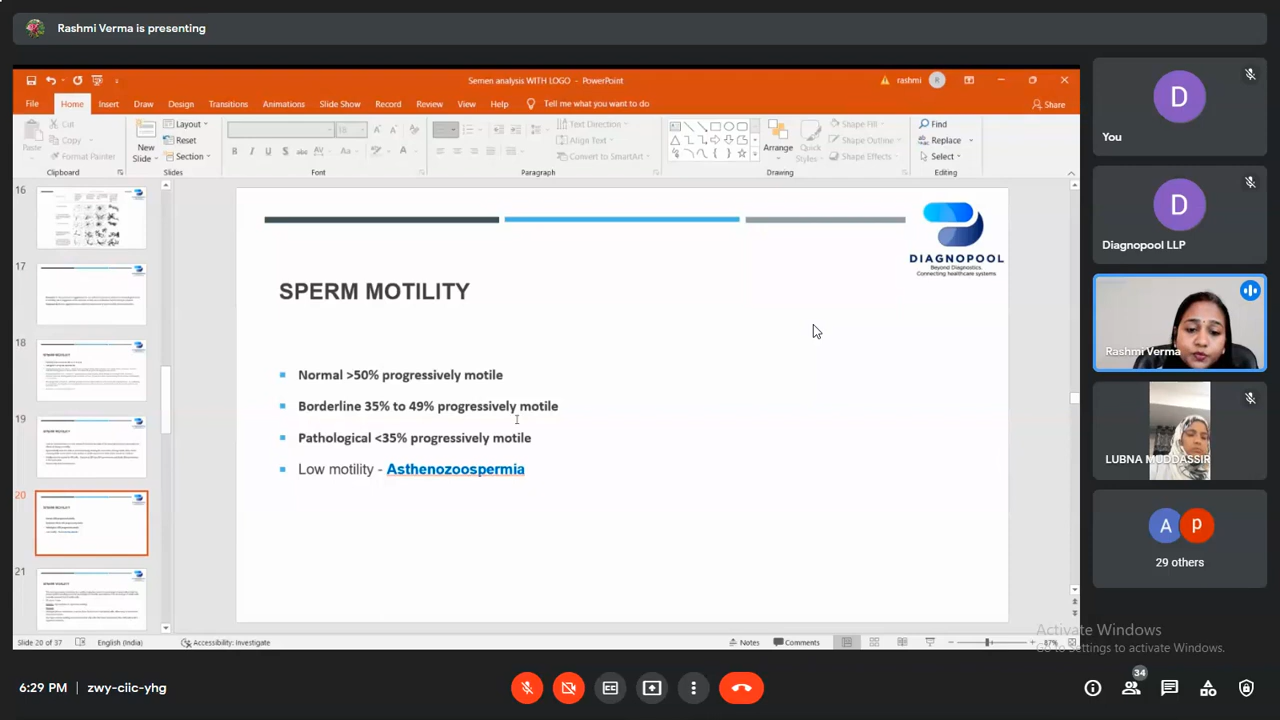 Rashmi Verma is presenting
Semen analysis WITH LOGO - PowerPoint
rashmi
R
File Home Insert Draw Design Transitions Animations Slide Show Record Review View Help Tell me what you want to do
Share
Paste
Cut
Copy
Format Painter
Clipboard
New Slide
Layout
Reset
Section
Slides
Font
Text Direction
Align Text
Convert to SmartArt
Paragraph
Arrange
Quick Styles
Shape Fill
Shape Outline
Shape Effects
Drawing
Find
Replace
Select
Editing
16
17
18
19
20
21
DIAGNOPOOL
Beyond Diagnostics.
Connecting healthcare systems
SPERM MOTILITY
Normal >50% progressively motile
Borderline 35% to 49% progressively motile
Pathological <35% progressively motile
Low motility - Asthenozoospermia
Slide 20 of 37
English (India)
Accessibility: Investigate
Notes
Comments
87%
Activate Windows
Go to Settings to activate Windows.
D
You
D
Diagnopool LLP
Rashmi Verma
LUBNA MUDDASSIR
A
P
29 others
6:29 PM | zwy-ciic-yhg
34